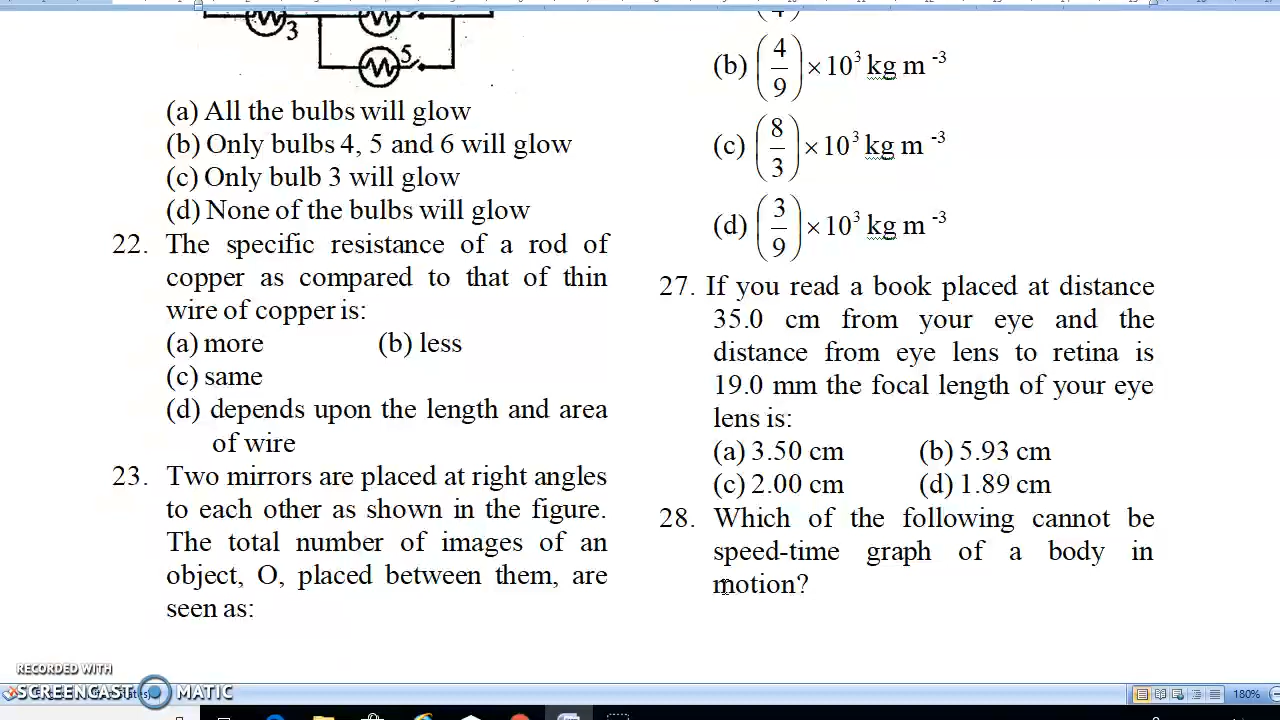 3
5
(a) All the bulbs will glow
(b) Only bulbs 4, 5 and 6 will glow
(c) Only bulb 3 will glow
(d) None of the bulbs will glow
22. The specific resistance of a rod of
copper as compared to that of thin
wire of copper is:
(a) more (b) less
(c) same
(d) depends upon the length and area
of wire
23. Two mirrors are placed at right angles
to each other as shown in the figure.
The total number of images of an
object, O, placed between them, are
seen as:
(b) (4/9) × 10³ kg m ⁻³
(c) (8/3) × 10³ kg m ⁻³
(d) (3/9) × 10³ kg m ⁻³
27. If you read a book placed at distance
35.0 cm from your eye and the
distance from eye lens to retina is
19.0 mm the focal length of your eye
lens is:
(a) 3.50 cm (b) 5.93 cm
(c) 2.00 cm (d) 1.89 cm
28. Which of the following cannot be
speed-time graph of a body in
motion?
RECORDED WITH
SCREENCAST MATIC
180%